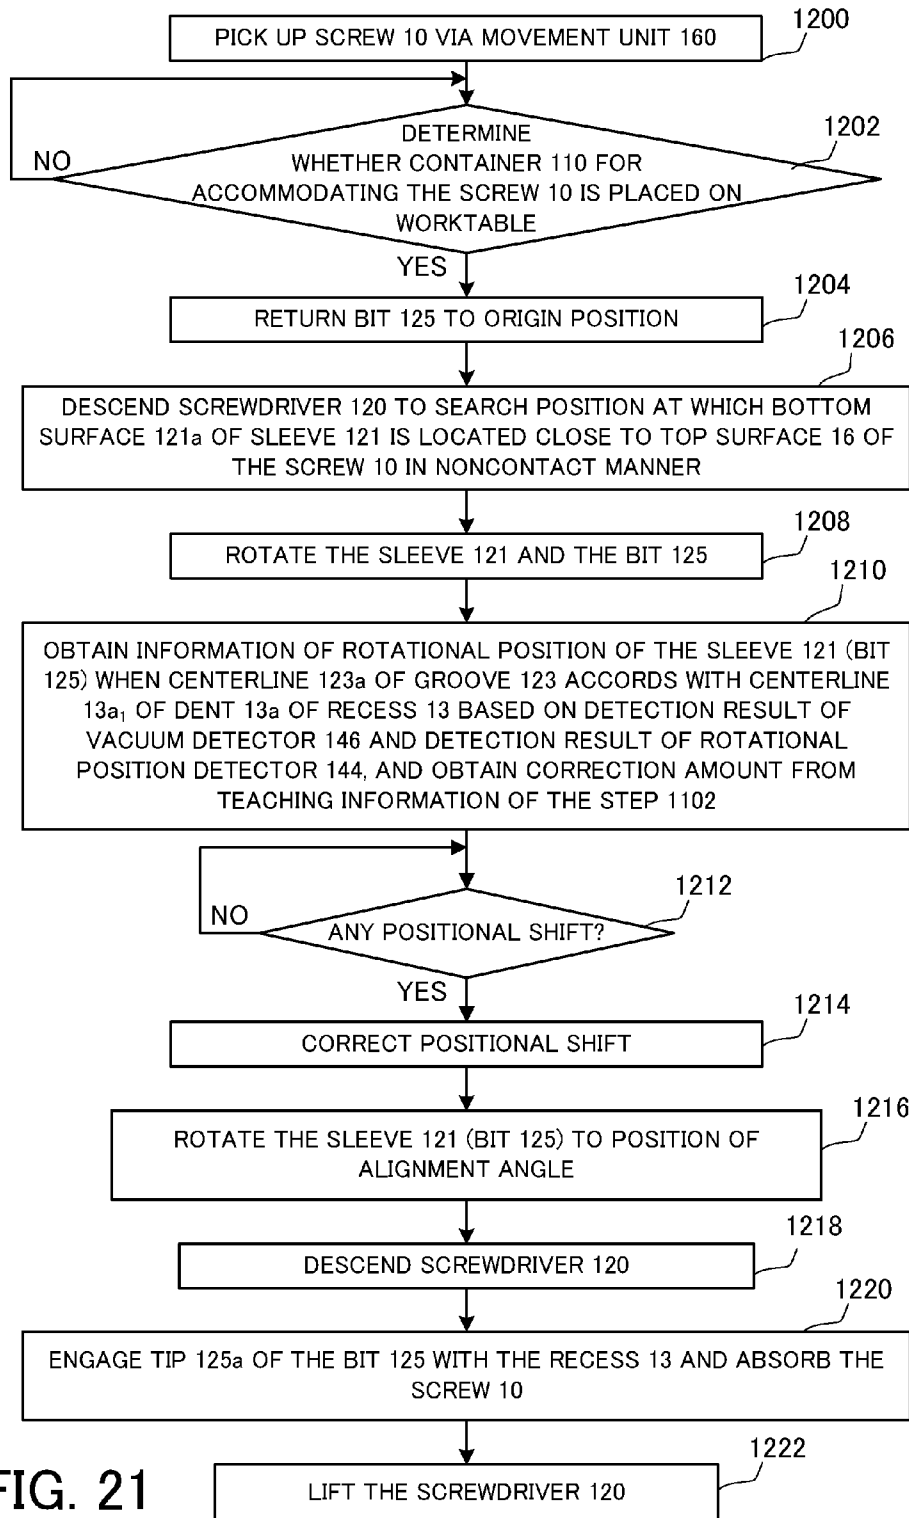 1200
PICK UP SCREW 10 VIA MOVEMENT UNIT 160
1202
DETERMINE
WHETHER CONTAINER 110 FOR
ACCOMMODATING THE SCREW 10 IS PLACED ON
WORKTABLE
NO
YES
1204
RETURN BIT 125 TO ORIGIN POSITION
1206
DESCEND SCREWDRIVER 120 TO SEARCH POSITION AT WHICH BOTTOM
SURFACE 121a OF SLEEVE 121 IS LOCATED CLOSE TO TOP SURFACE 16 OF
THE SCREW 10 IN NONCONTACT MANNER
1208
ROTATE THE SLEEVE 121 AND THE BIT 125
1210
OBTAIN INFORMATION OF ROTATIONAL POSITION OF THE SLEEVE 121 (BIT
125) WHEN CENTERLINE 123a OF GROOVE 123 ACCORDS WITH CENTERLINE
13a₁ OF DENT 13a OF RECESS 13 BASED ON DETECTION RESULT OF
VACUUM DETECTOR 146 AND DETECTION RESULT OF ROTATIONAL
POSITION DETECTOR 144, AND OBTAIN CORRECTION AMOUNT FROM
TEACHING INFORMATION OF THE STEP 1102
1212
ANY POSITIONAL SHIFT?
NO
YES
1214
CORRECT POSITIONAL SHIFT
1216
ROTATE THE SLEEVE 121 (BIT 125) TO POSITION OF
ALIGNMENT ANGLE
1218
DESCEND SCREWDRIVER 120
1220
ENGAGE TIP 125a OF THE BIT 125 WITH THE RECESS 13 AND ABSORB THE
SCREW 10
1222
LIFT THE SCREWDRIVER 120
FIG. 21